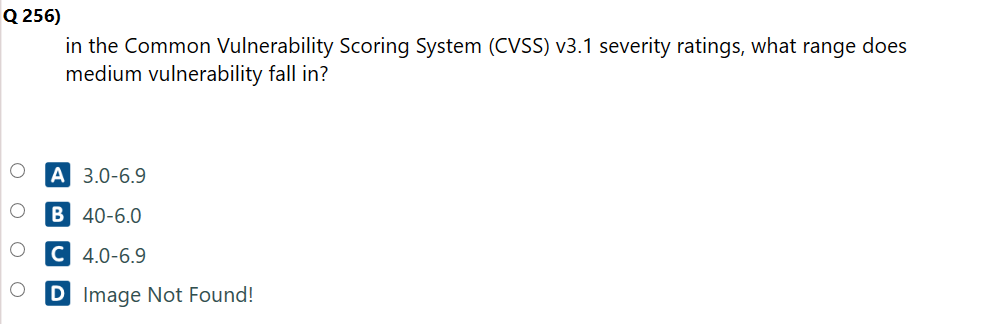 Q 256)
in the Common Vulnerability Scoring System (CVSS) v3.1 severity ratings, what range does
medium vulnerability fall in?
A 3.0-6.9
B 40-6.0
C 4.0-6.9
D Image Not Found!